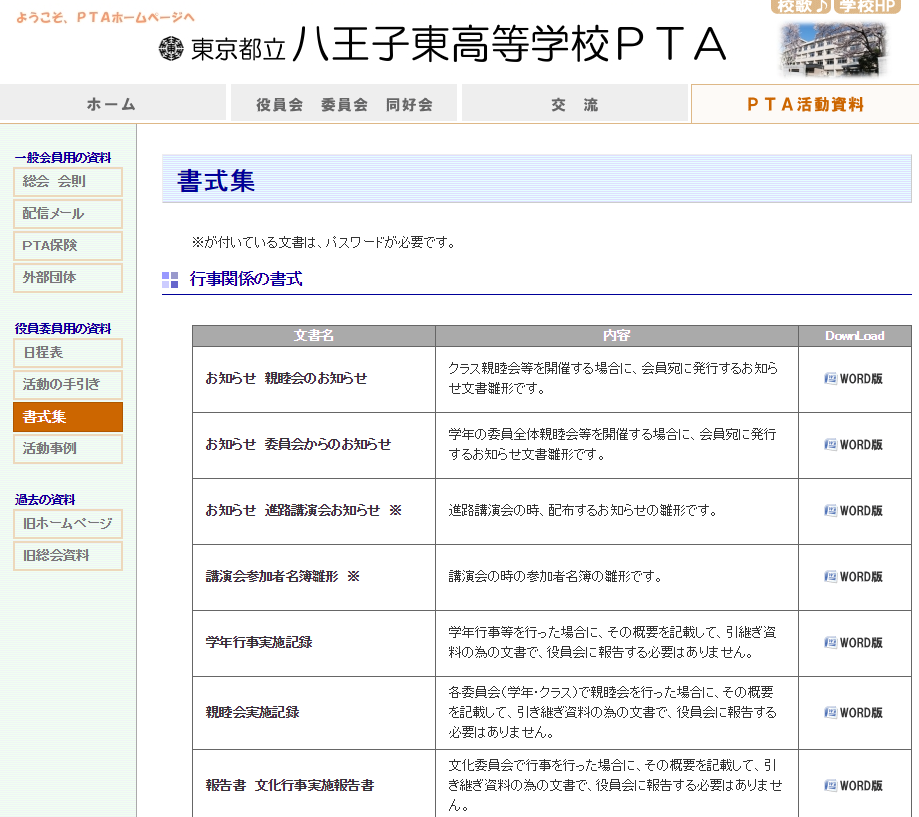 ようこそ、PTAホームページへ
校歌♪ 学校HP
東京都立 八王子東高等学校PTA
ホーム 役員会 委員会 同好会 交 流 PTA活動資料
一般会員用の資料
総会 会則
配信メール
PTA保険
外部団体
役員委員用の資料
日程表
活動の手引き
書式集
活動事例
過去の資料
旧ホームページ
旧総会資料
書式集
※が付いている文書は、パスワードが必要です。
行事関係の書式
文書名 内容 DownLoad
お知らせ 親睦会のお知らせ
クラス親睦会等を開催する場合に、会員宛に発行するお知ら
せ文書雛形です。
WORD版
お知らせ 委員会からのお知らせ
学年の委員全体親睦会等を開催する場合に、会員宛に発行
するお知らせ文書雛形です。
WORD版
お知らせ 進路講演会お知らせ ※
進路講演会の時、配布するお知らせの雛形です。
WORD版
講演会参加者名簿雛形 ※
講演会の時の参加者名簿の雛形です。
WORD版
学年行事実施記録
学年行事等を行った場合に、その概要を記載して、引継ぎ資
料の為の文書で、役員会に報告する必要はありません。
WORD版
親睦会実施記録
各委員会(学年・クラス)で親睦会を行った場合に、その概要
を記載して、引き継ぎ資料の為の文書で、役員会に報告する
必要はありません。
WORD版
報告書 文化行事実施報告書
文化委員会で行事を行った場合に、その概要を記載して、引
き継ぎ資料の為の文書で、役員会に報告する必要はありませ
ん。
WORD版